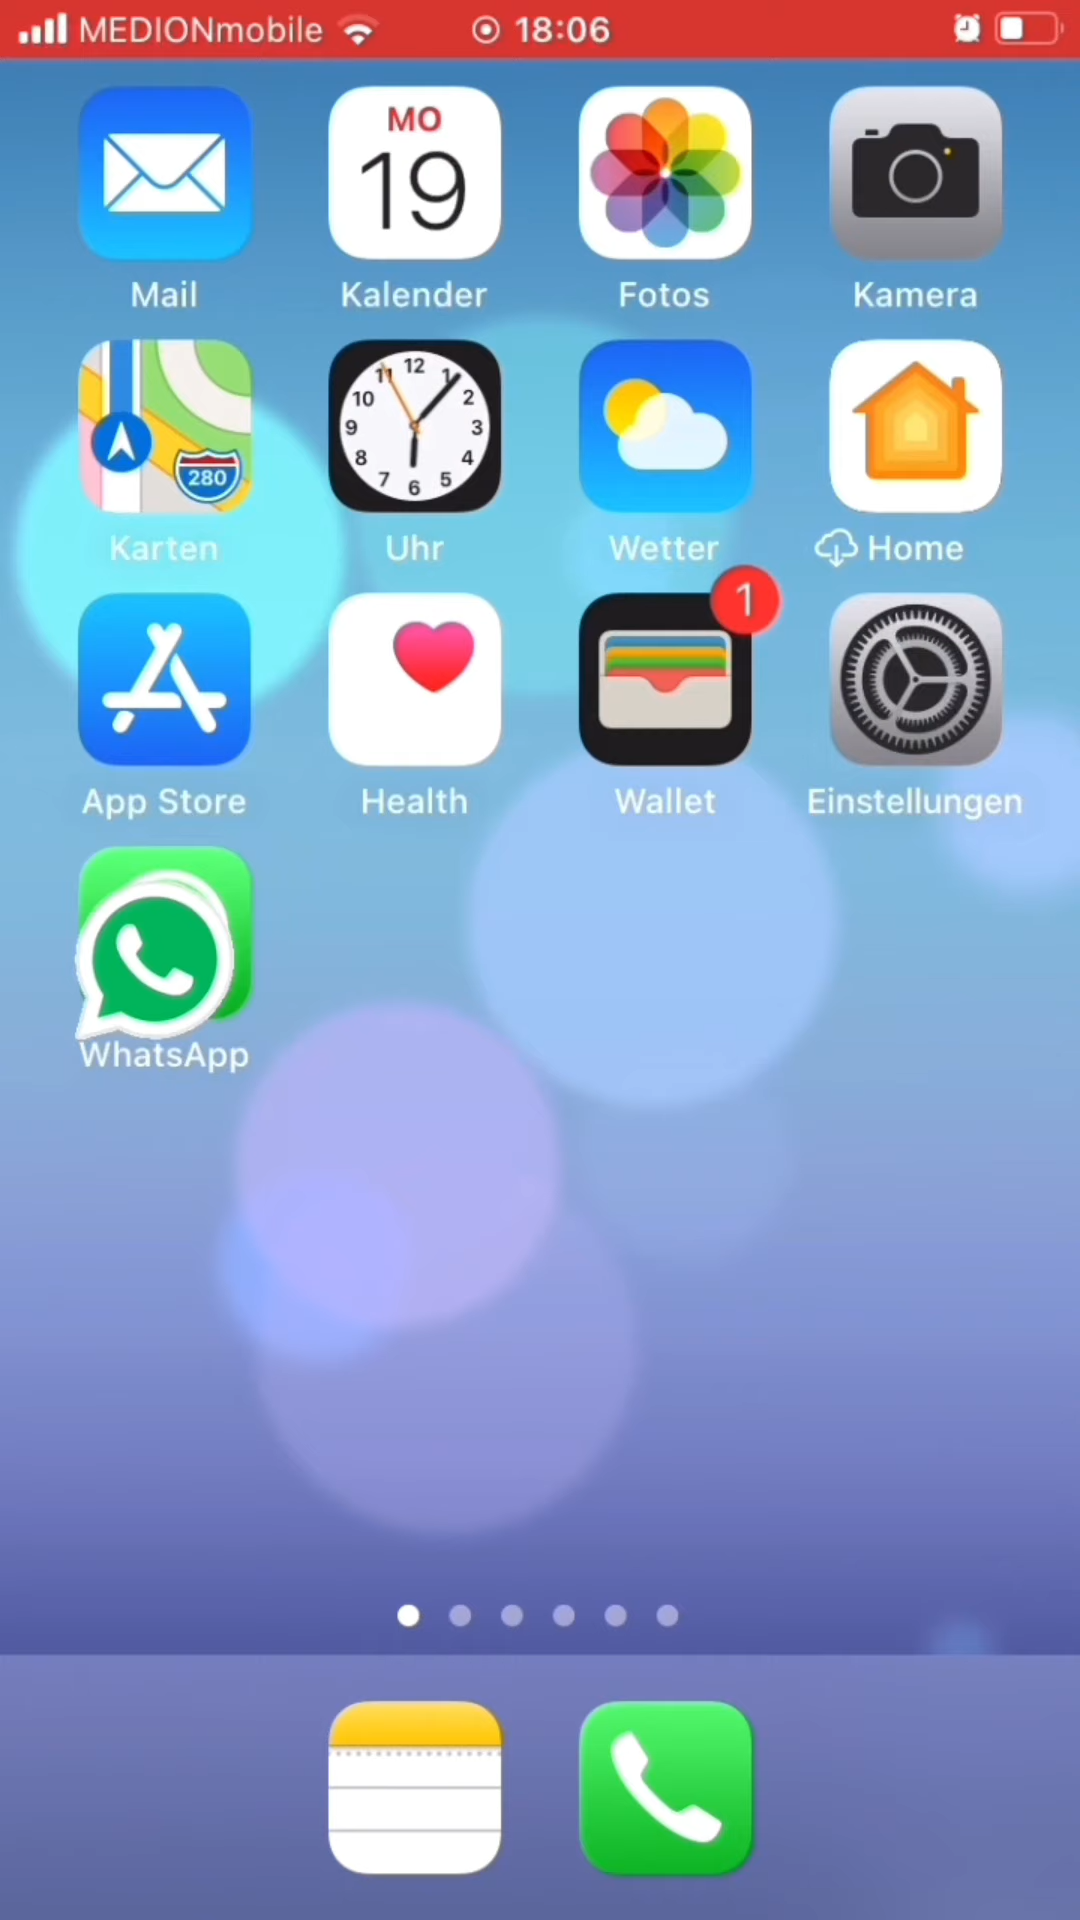 MEDIONmobile 18:06
MO
19
Mail Kalender Fotos Kamera
280
12
11 1
10 2
9 3
8 4
7 5
6
Karten Uhr Wetter Home
1
App Store Health Wallet Einstellungen
WhatsApp